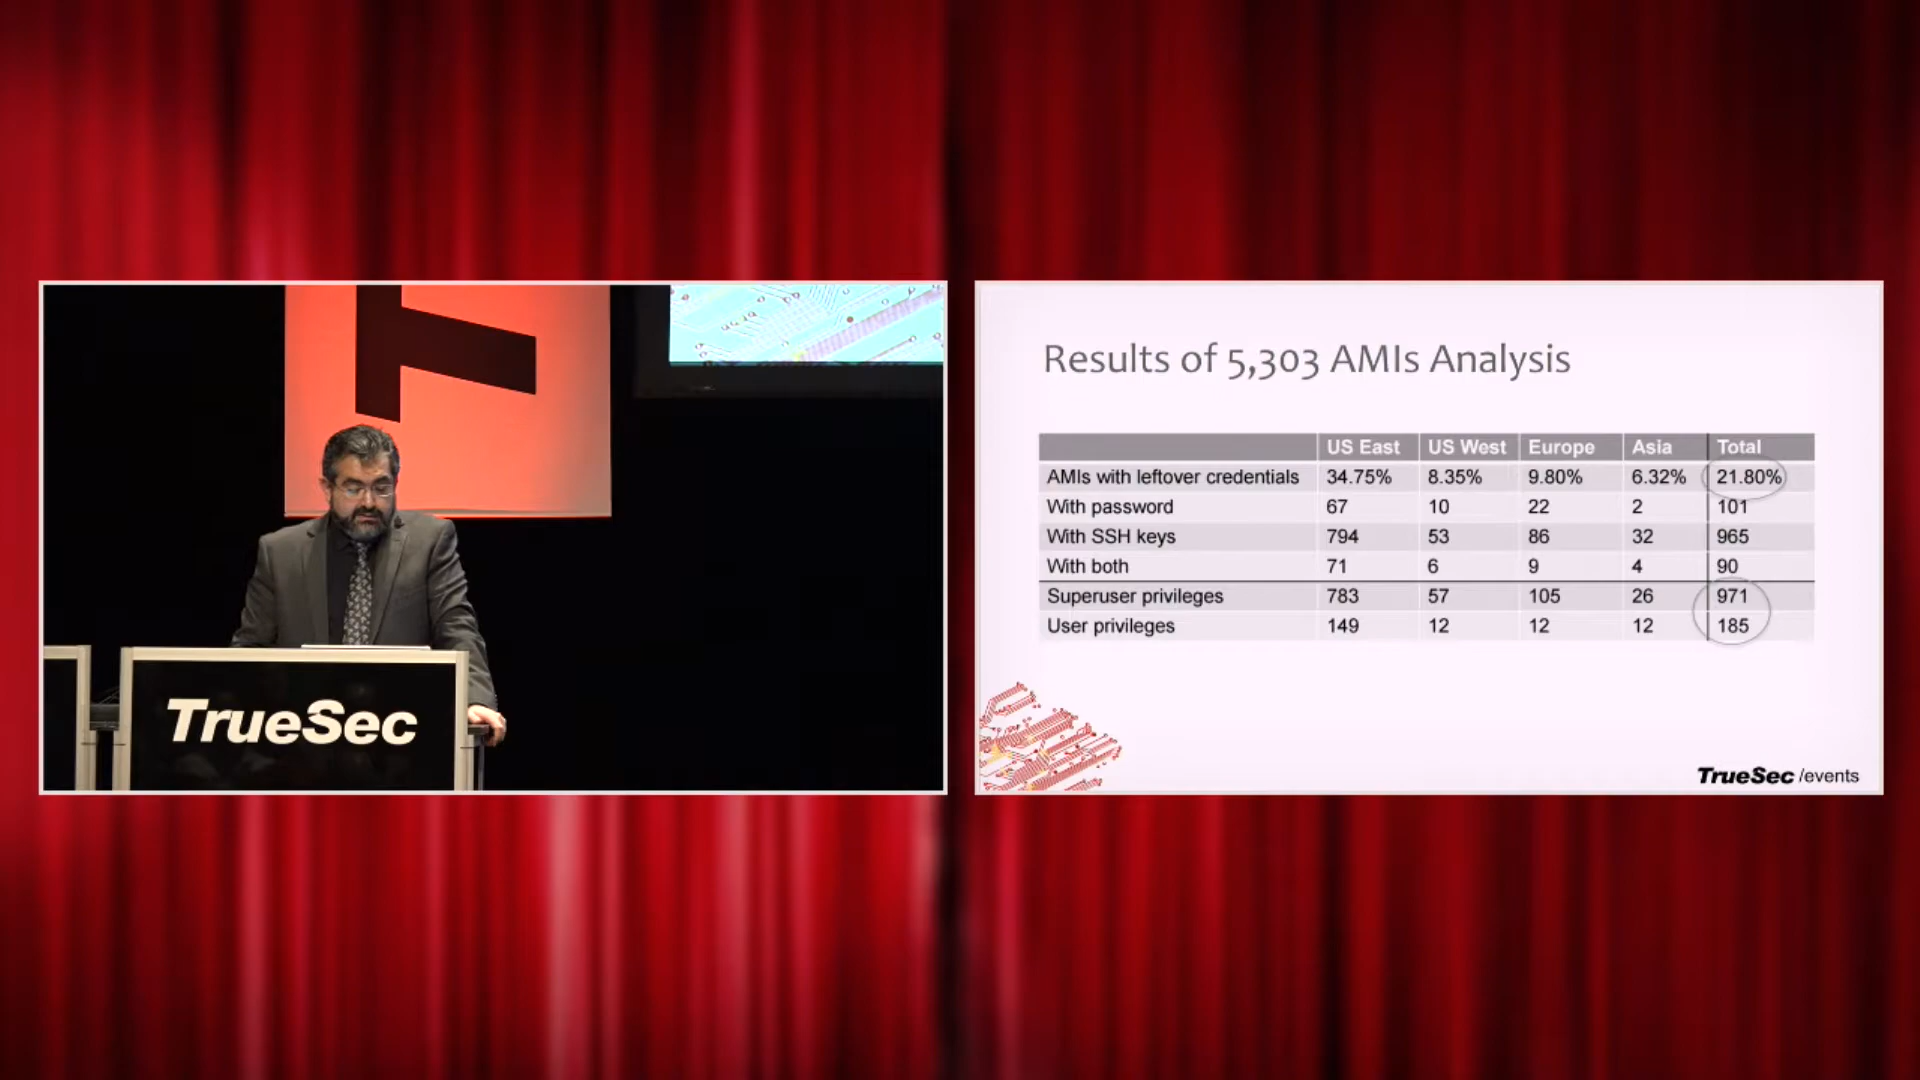 TrueSec
Results of 5,303 AMIs Analysis
US East US West Europe Asia Total
AMIs with leftover credentials 34.75% 8.35% 9.80% 6.32% 21.80%
With password 67 10 22 2 101
With SSH keys 794 53 86 32 965
With both 71 6 9 4 90
Superuser privileges 783 57 105 26 971
User privileges 149 12 12 12 185
TrueSec /events